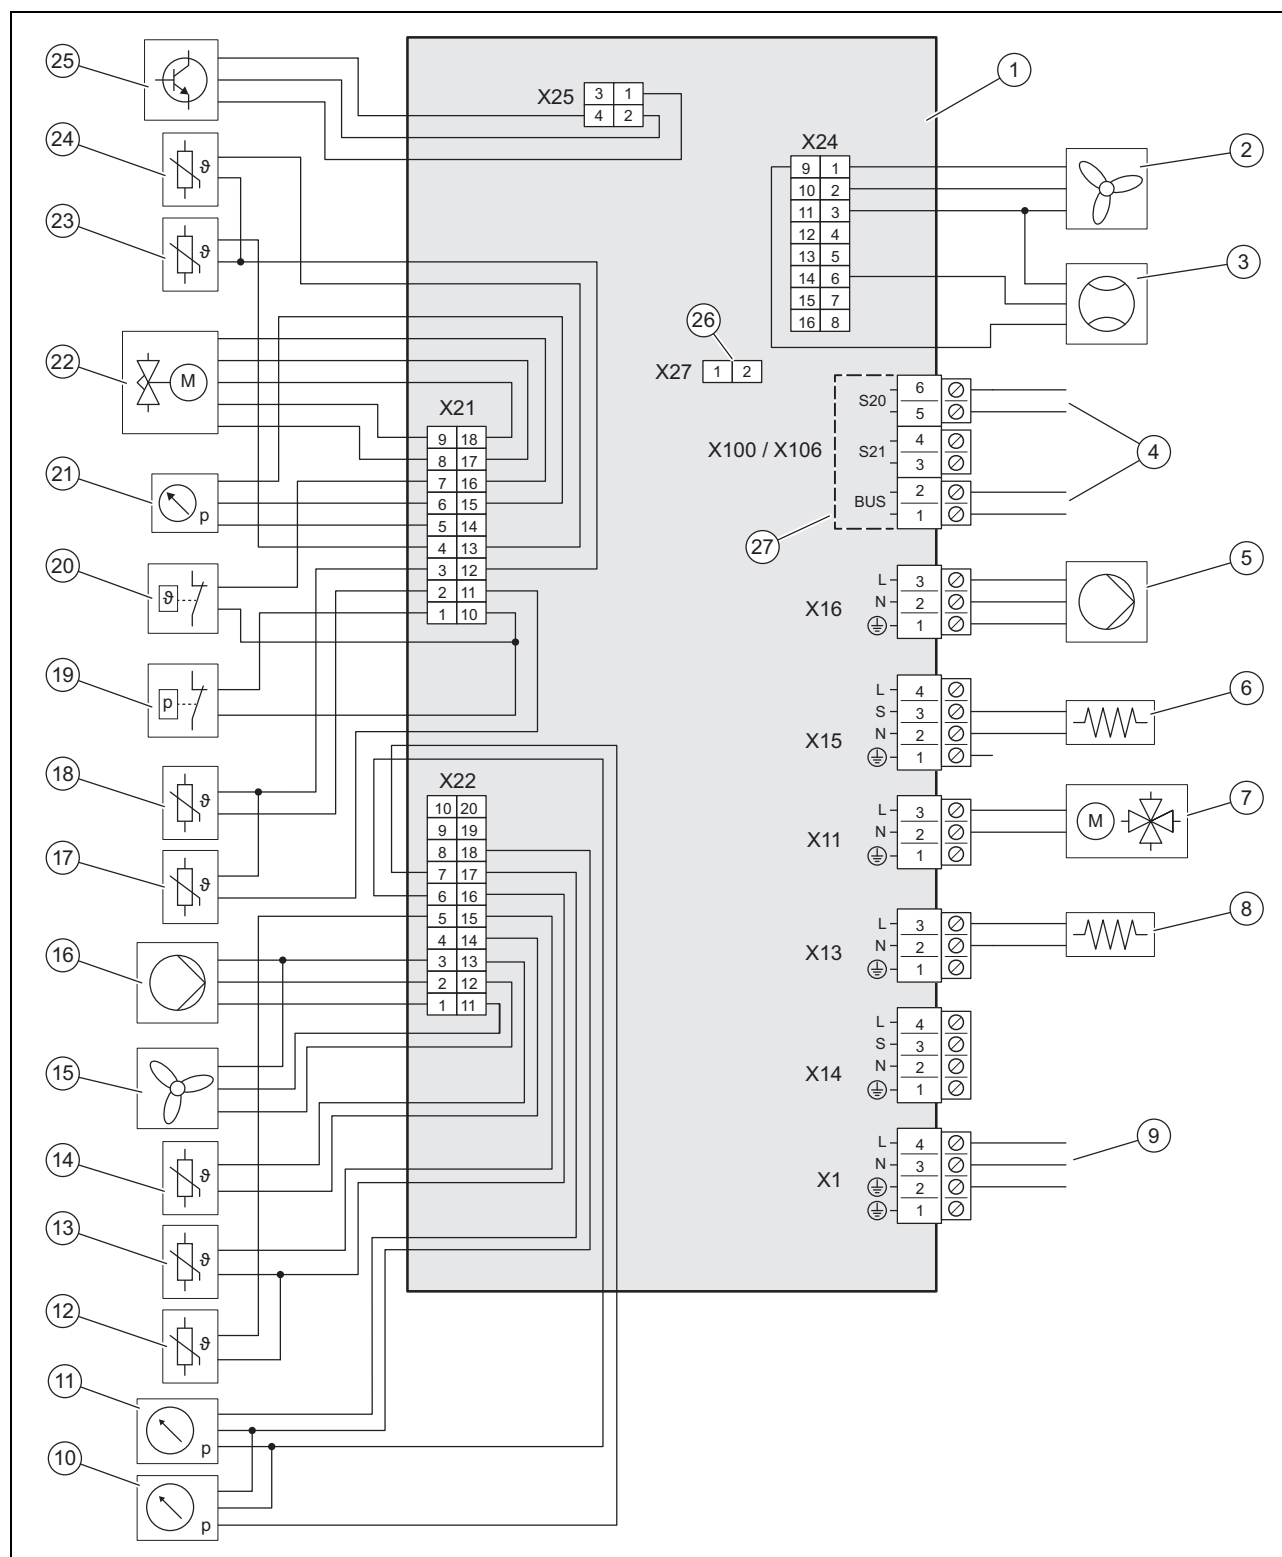 25
24
23
22
M
21
p
20
ϑ
19
p
18
ϑ
17
ϑ
16
15
14
ϑ
13
ϑ
12
ϑ
11
p
10
p
ϑ
ϑ
X25
3 1
4 2
X24
9 1
10 2
11 3
12 4
13 5
14 6
15 7
16 8
26
X27 1 2
X21
9 18
8 17
7 16
6 15
5 14
4 13
3 12
2 11
1 10
X22
10 20
9 19
8 18
7 17
6 16
5 15
4 14
3 13
2 12
1 11
1
2
3
X100 / X106
S20
6
5
S21
4
3
BUS
2
1
27
4
X16
L 3
N 2
1
5
X15
L 4
S 3
N 2
1
6
X11
L 3
N 2
1
M
7
X13
L 3
N 2
1
8
X14
L 4
S 3
N 2
1
X1
L 4
N 3
2
1
9